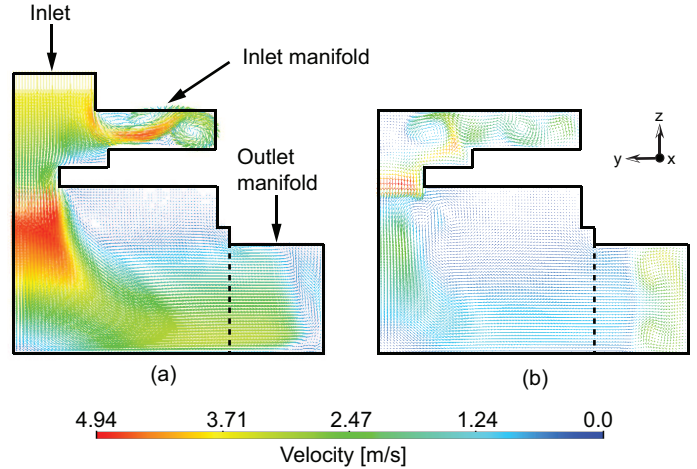 Inlet
Inlet manifold
Outlet
manifold
z
y
x
(a)
(b)
4.94
3.71
2.47
1.24
0.0
Velocity [m/s]